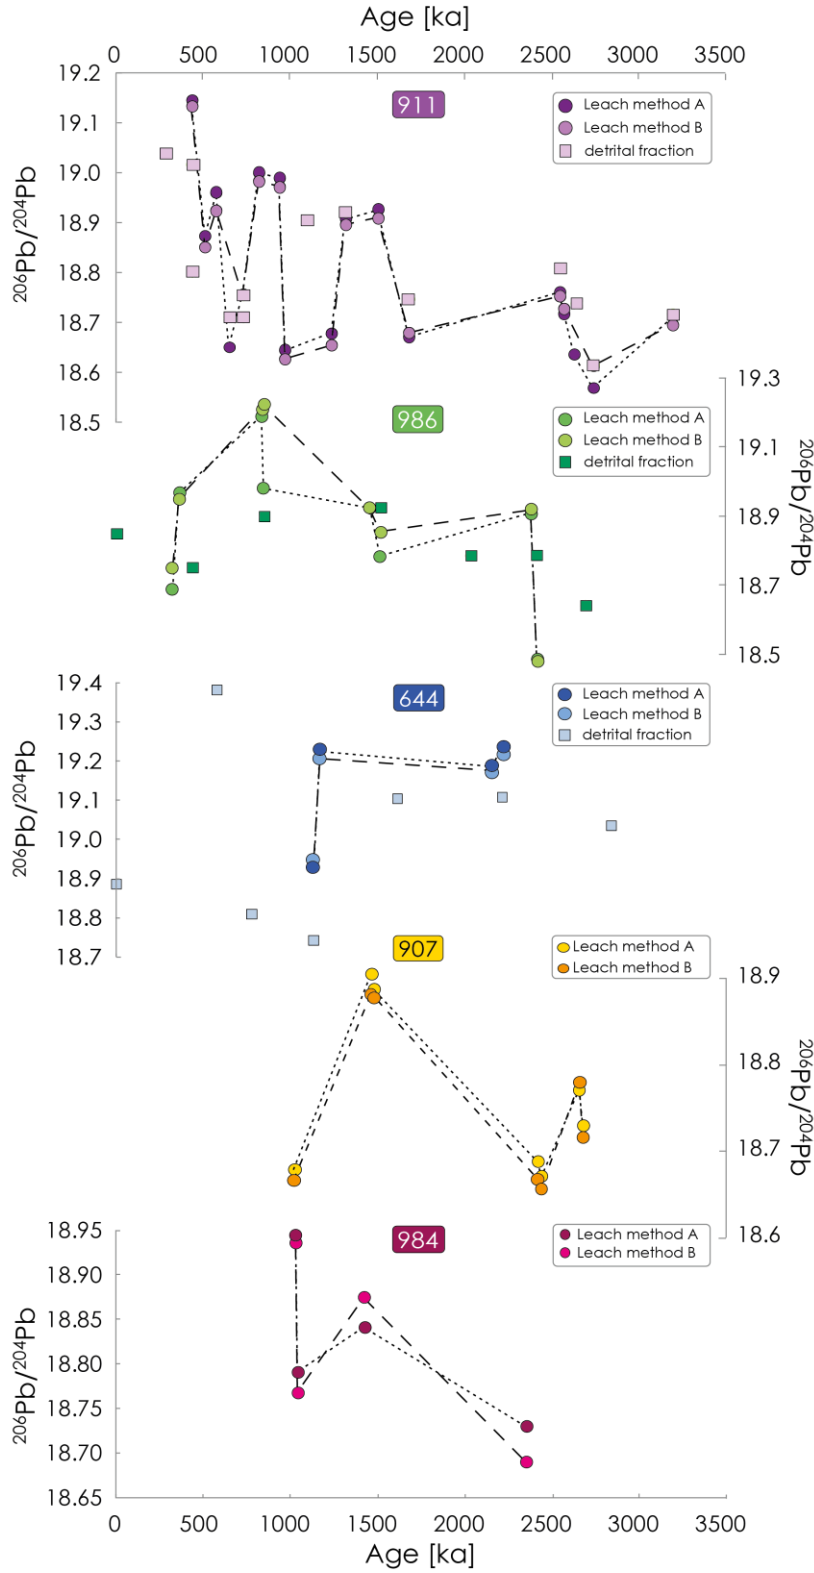 Age [ka]
0 500 1000 1500 2000 2500 3000 3500
19.2
19.1
19.0
18.9
18.8
18.7
18.6
18.5
206Pb/204Pb
911
Leach method A
Leach method B
detrital fraction
986
Leach method A
Leach method B
detrital fraction
19.3
19.1
18.9
18.7
18.5
206Pb/204Pb
19.4
19.3
19.2
19.1
19.0
18.9
18.8
18.7
206Pb/204Pb
644
Leach method A
Leach method B
detrital fraction
907
Leach method A
Leach method B
18.9
18.8
18.7
18.6
206Pb/204Pb
18.95
18.90
18.85
18.80
18.75
18.70
18.65
206Pb/204Pb
984
Leach method A
Leach method B
0 500 1000 1500 2000 2500 3000 3500
Age [ka]